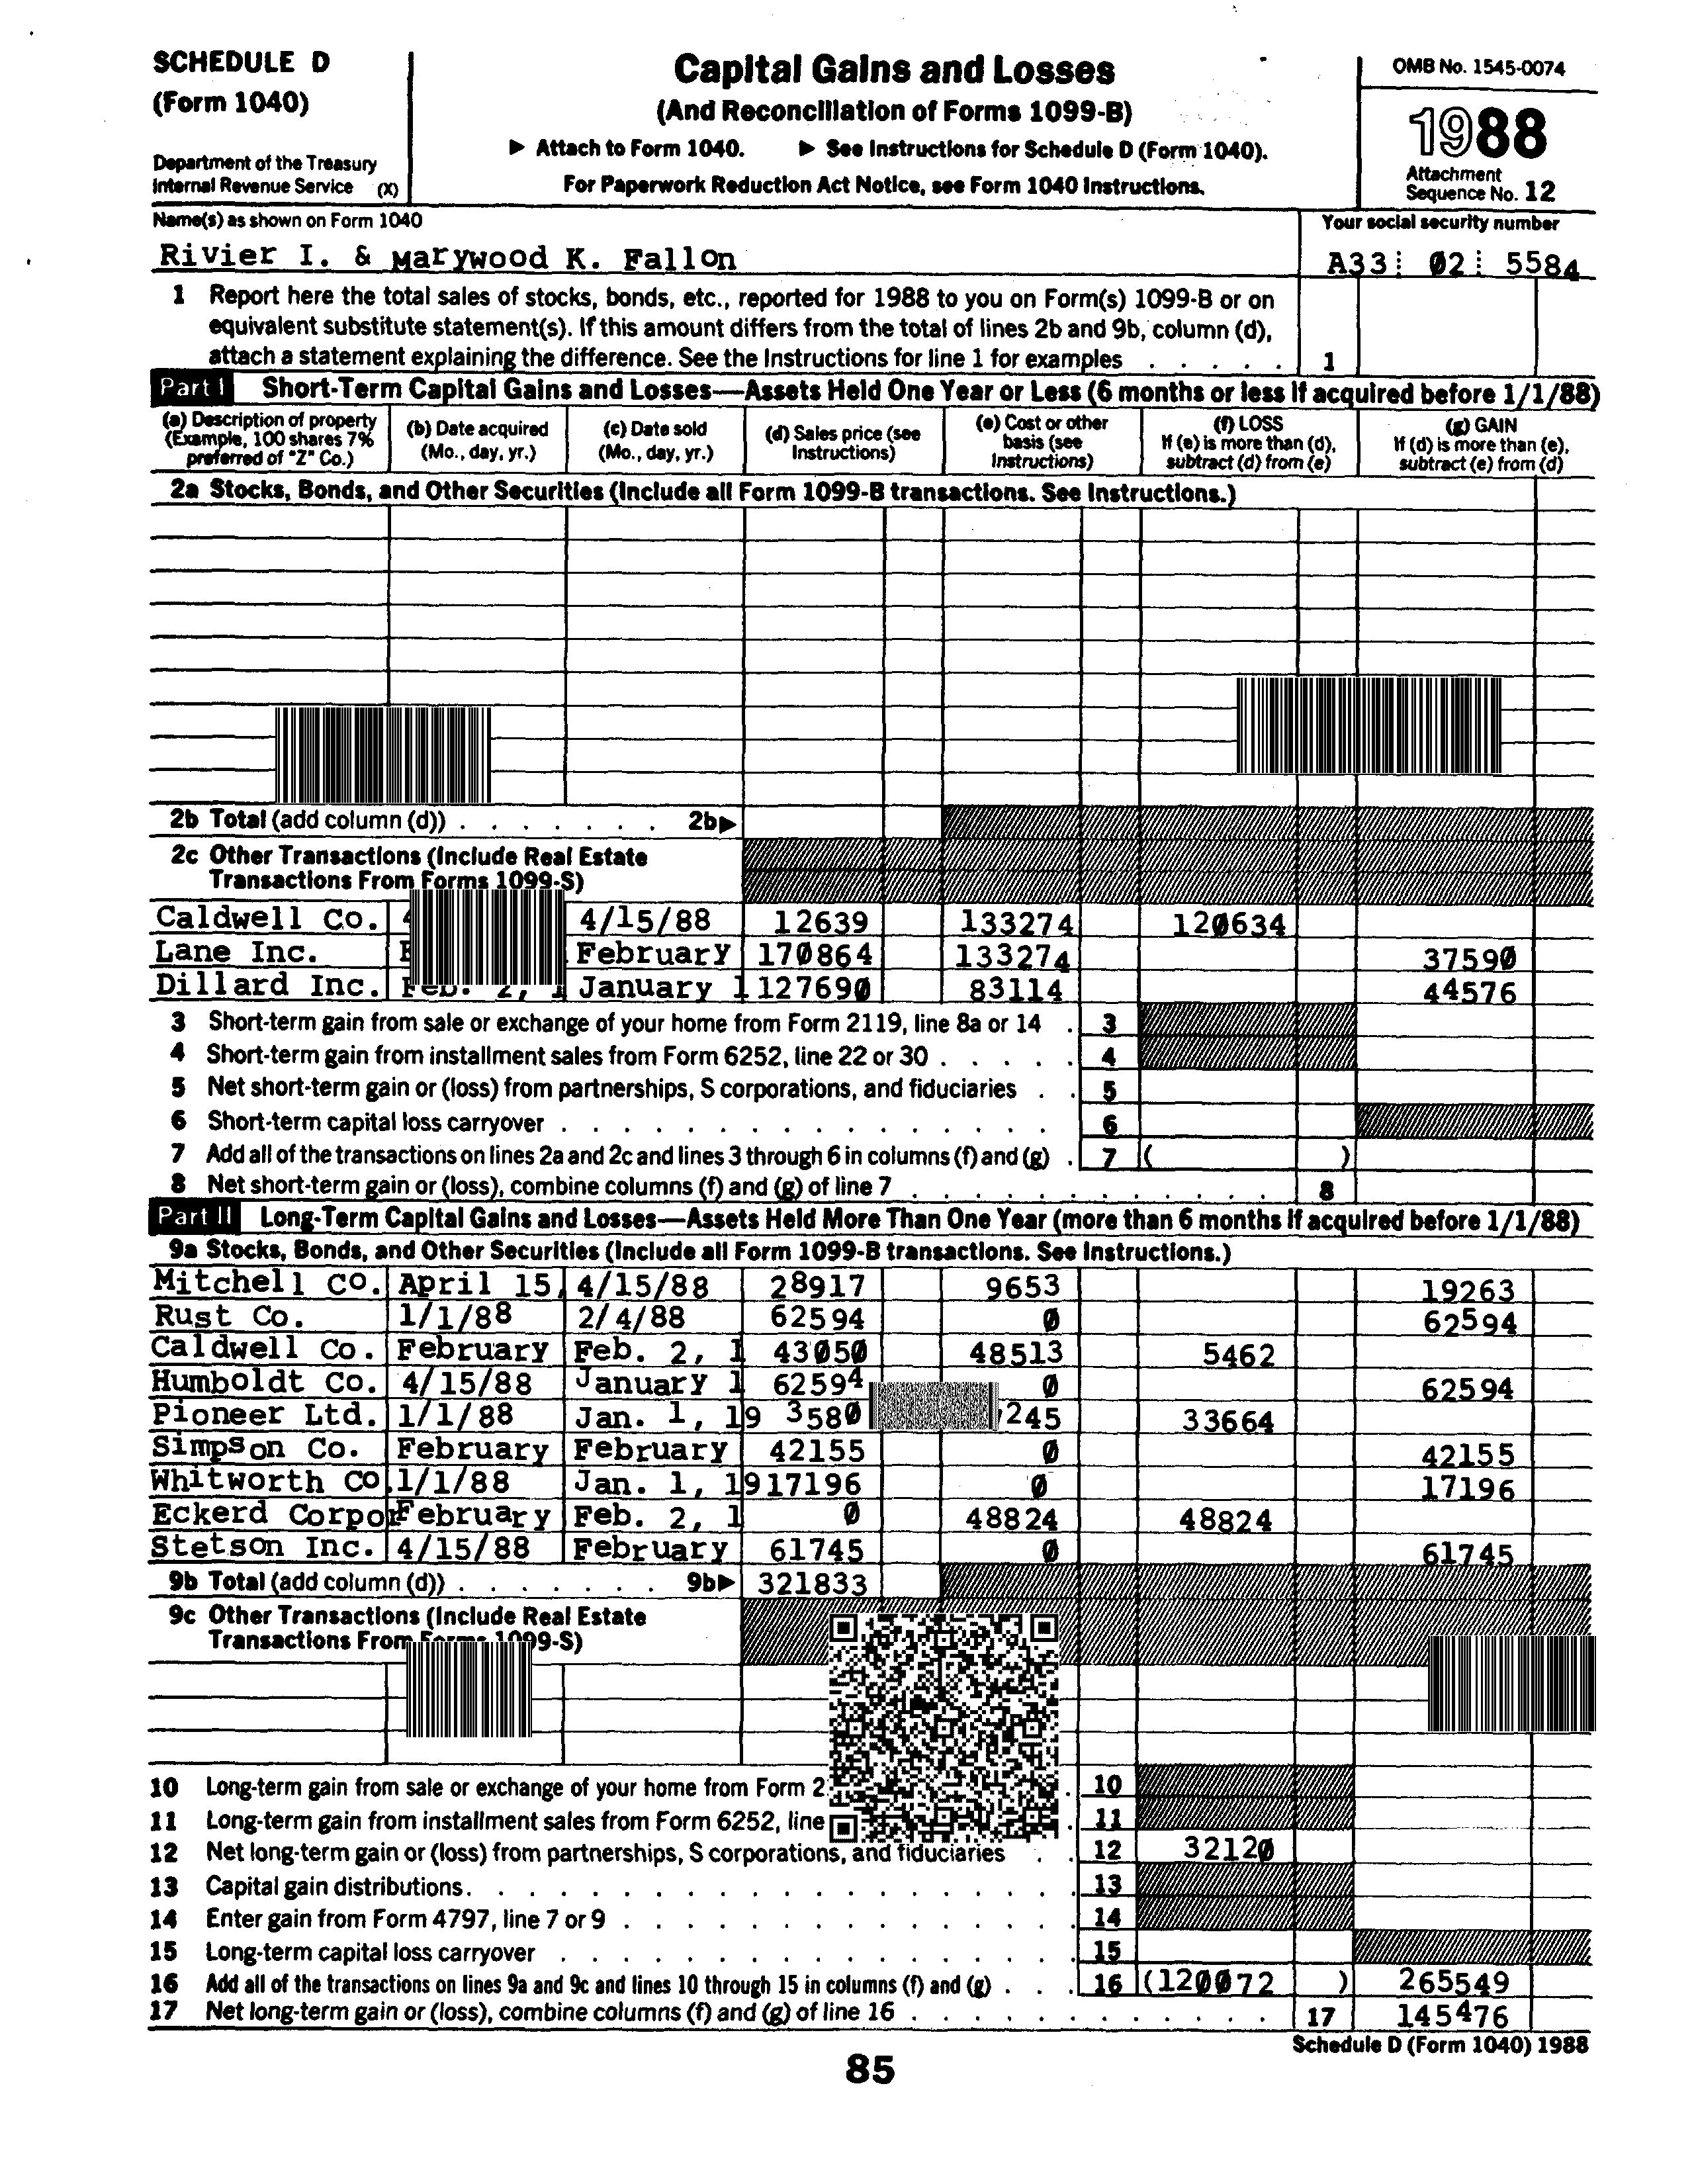 SCHEDULE D
(Form 1040)
Department of the Treasury
Internal Revenue Service (X)
Capital Gains and Losses
(And Reconciliation of Forms 1099-B)
▶ Attach to Form 1040. ▶ See Instructions for Schedule D (Form 1040).
For Paperwork Reduction Act Notice, see Form 1040 Instructions.
OMB No. 1545-0074
1988
Attachment
Sequence No. 12
Name(s) as shown on Form 1040
Your social security number
Rivier I. & Marywood K. Fallon A33 02 5584
1 Report here the total sales of stocks, bonds, etc., reported for 1988 to you on Form(s) 1099-B or on
equivalent substitute statement(s). If this amount differs from the total of lines 2b and 9b, column (d),
attach a statement explaining the difference. See the Instructions for line 1 for examples . . . . . 1
Part I Short-Term Capital Gains and Losses—Assets Held One Year or Less (6 months or less if acquired before 1/1/88)
(a) Description of property
(Example, 100 shares 7%
preferred of "Z" Co.)
(b) Date acquired
(Mo., day, yr.)
(c) Date sold
(Mo., day, yr.)
(d) Sales price (see
Instructions)
(e) Cost or other
basis (see
Instructions)
(f) LOSS
If (e) is more than (d),
subtract (d) from (e)
(g) GAIN
If (d) is more than (e),
subtract (e) from (d)
2a Stocks, Bonds, and Other Securities (Include all Form 1099-B transactions. See Instructions.)
2b Total (add column (d)) . . . . . . . 2b▶
2c Other Transactions (Include Real Estate
Transactions From Forms 1099-S)
Caldwell Co. 4/15/88 12639 133274 120634
Lane Inc. February 170864 133274 37590
Dillard Inc. Feb. 2, 1 January 1 127690 83114 44576
3 Short-term gain from sale or exchange of your home from Form 2119, line 8a or 14 . 3
4 Short-term gain from installment sales from Form 6252, line 22 or 30 . . . . . 4
5 Net short-term gain or (loss) from partnerships, S corporations, and fiduciaries . . 5
6 Short-term capital loss carryover . . . . . . . . . . . . . . . . 6
7 Add all of the transactions on lines 2a and 2c and lines 3 through 6 in columns (f) and (g) . 7 ( )
8 Net short-term gain or (loss), combine columns (f) and (g) of line 7 . . . . . . . . . . . . 8
Part II Long-Term Capital Gains and Losses—Assets Held More Than One Year (more than 6 months if acquired before 1/1/88)
9a Stocks, Bonds, and Other Securities (Include all Form 1099-B transactions. See Instructions.)
Mitchell Co. April 15, 4/15/88 28917 9653 19263
Rust Co. 1/1/88 2/4/88 62594 0 62594
Caldwell Co. February Feb. 2, 1 43050 48513 5462
Humboldt Co. 4/15/88 January 1 62594 0 62594
Pioneer Ltd. 1/1/88 Jan. 1, 19 3580 245 33664
Simpson Co. February February 42155 0 42155
Whitworth Co 1/1/88 Jan. 1, 19 17196 0 17196
Eckerd Corpor February Feb. 2, 1 0 48824 48824
Stetson Inc. 4/15/88 February 61745 0 61745
9b Total (add column (d)) . . . . . . . 9b▶ 321833
9c Other Transactions (Include Real Estate
Transactions From Forms 1099-S)
10 Long-term gain from sale or exchange of your home from Form 2 . 10
11 Long-term gain from installment sales from Form 6252, line . 11
12 Net long-term gain or (loss) from partnerships, S corporations, and fiduciaries . . 12 32120
13 Capital gain distributions. . . . . . . . . . . . . . . . . . . . 13
14 Enter gain from Form 4797, line 7 or 9 . . . . . . . . . . . . . . 14
15 Long-term capital loss carryover . . . . . . . . . . . . . . . . . 15
16 Add all of the transactions on lines 9a and 9c and lines 10 through 15 in columns (f) and (g) . . . 16 (120072 ) 265549
17 Net long-term gain or (loss), combine columns (f) and (g) of line 16 . . . . . . . . . . . . 17 145476
Schedule D (Form 1040) 1988
85